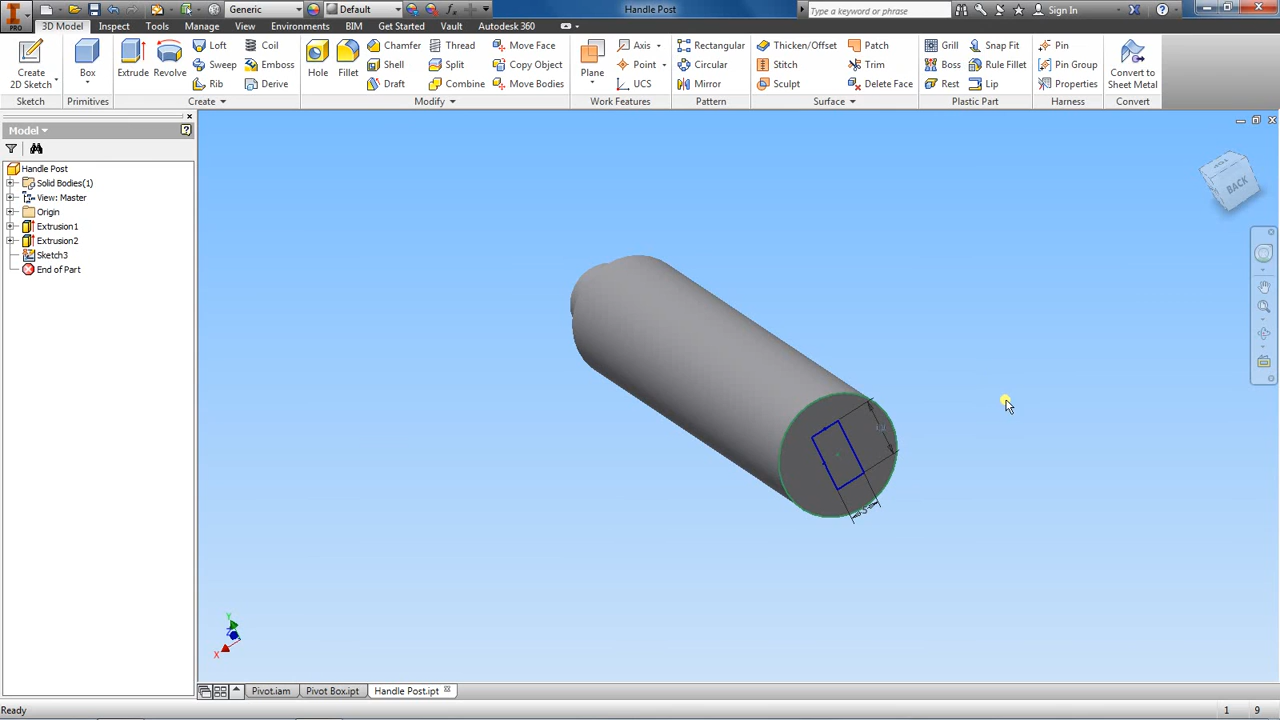 Generic
Default
Handle Post
Type a keyword or phrase
Sign In
PRO
3D Model
Inspect
Tools
Manage
View
Environments
BIM
Get Started
Vault
Autodesk 360
Create
2D Sketch
Box
Extrude
Revolve
Loft
Sweep
Rib
Coil
Emboss
Derive
Hole
Fillet
Chamfer
Shell
Draft
Thread
Split
Combine
Move Face
Copy Object
Move Bodies
Plane
Axis
Point
UCS
Rectangular
Circular
Mirror
Thicken/Offset
Stitch
Sculpt
Patch
Trim
Delete Face
Grill
Boss
Rest
Snap Fit
Rule Fillet
Lip
Pin
Pin Group
Properties
Convert to
Sheet Metal
Sketch
Primitives
Create
Modify
Work Features
Pattern
Surface
Plastic Part
Harness
Convert
Model
Handle Post
Solid Bodies(1)
View: Master
Origin
Extrusion1
Extrusion2
Sketch3
End of Part
BACK
Y
X
Pivot.iam
Pivot Box.ipt
Handle Post.ipt
Ready
1
9